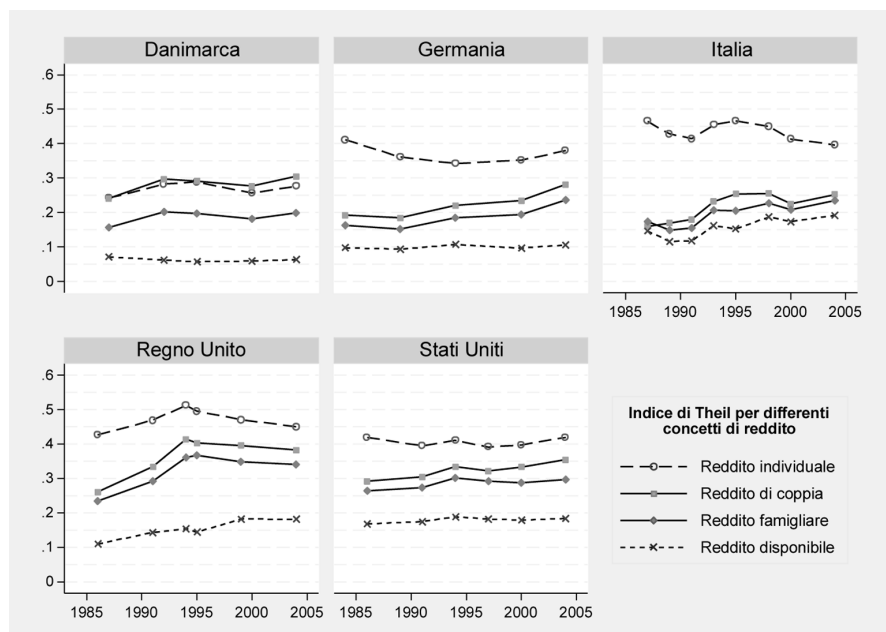 Danimarca
Germania
Italia
.6
.5
.4
.3
.2
.1
0
1985 1990 1995 2000 2005
Regno Unito
Stati Uniti
.6
.5
.4
.3
.2
.1
0
1985 1990 1995 2000 2005
1985 1990 1995 2000 2005
Indice di Theil per differenti
concetti di reddito
Reddito individuale
Reddito di coppia
Reddito famigliare
Reddito disponibile